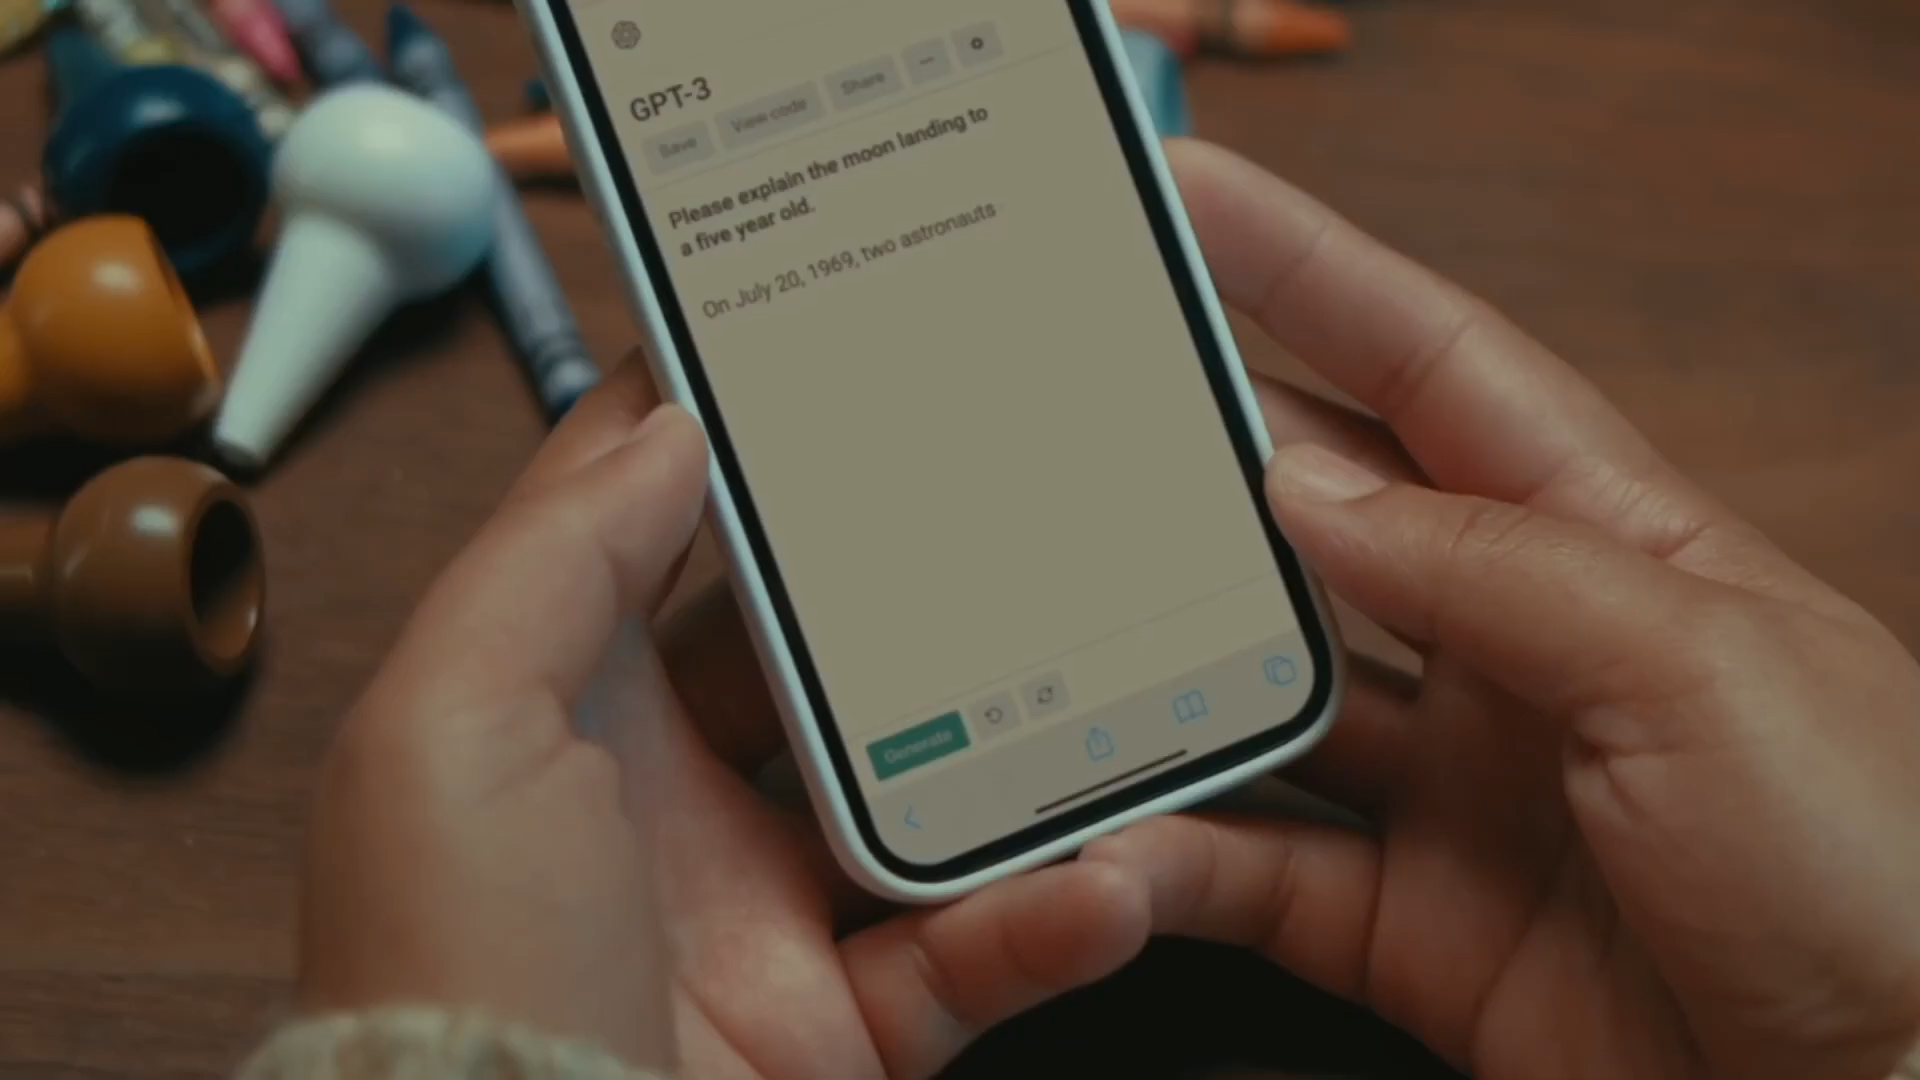 GPT-3
Save View code Share
Please explain the moon landing to
a five year old.
On July 20, 1969, two astronauts
Generate